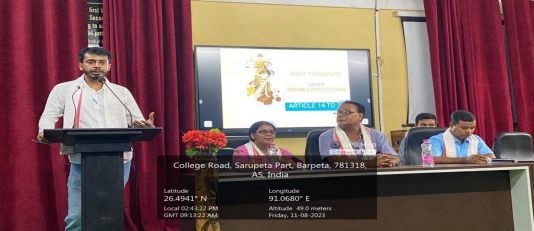 RIGHT TO EQUALITY
UNDER
INDIAN CONSTITUTION
College Road, Sarupeta Part, Barpeta, 781318,
AS, India
Latitude
Longitude
26.4941° N
91.0680° E
Local 02:43:22 PM
Altitude 49.0 meters
GMT 09:13:22 AM
Friday, 11-08-2023
ARTICLE 14 TO